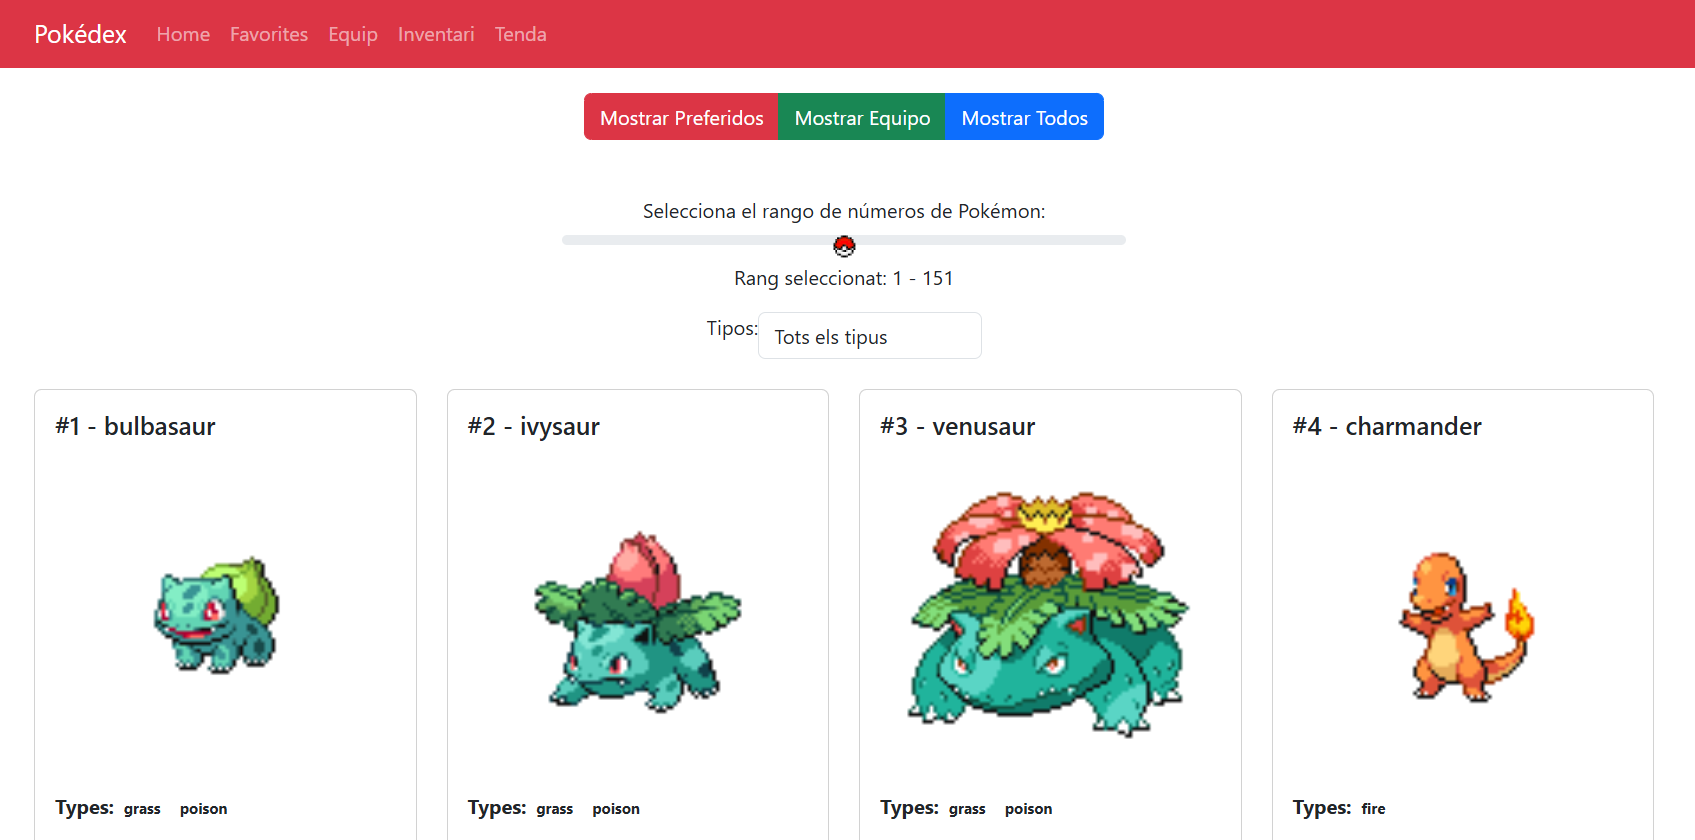 Pokédex Home Favorites Equip Inventari Tenda
Mostrar Preferidos Mostrar Equipo Mostrar Todos
Selecciona el rango de números de Pokémon:
Rang seleccionat: 1 - 151
Tipos: Tots els tipus
#1 - bulbasaur
#2 - ivysaur
#3 - venusaur
#4 - charmander
Types: grass poison
Types: grass poison
Types: grass poison
Types: fire